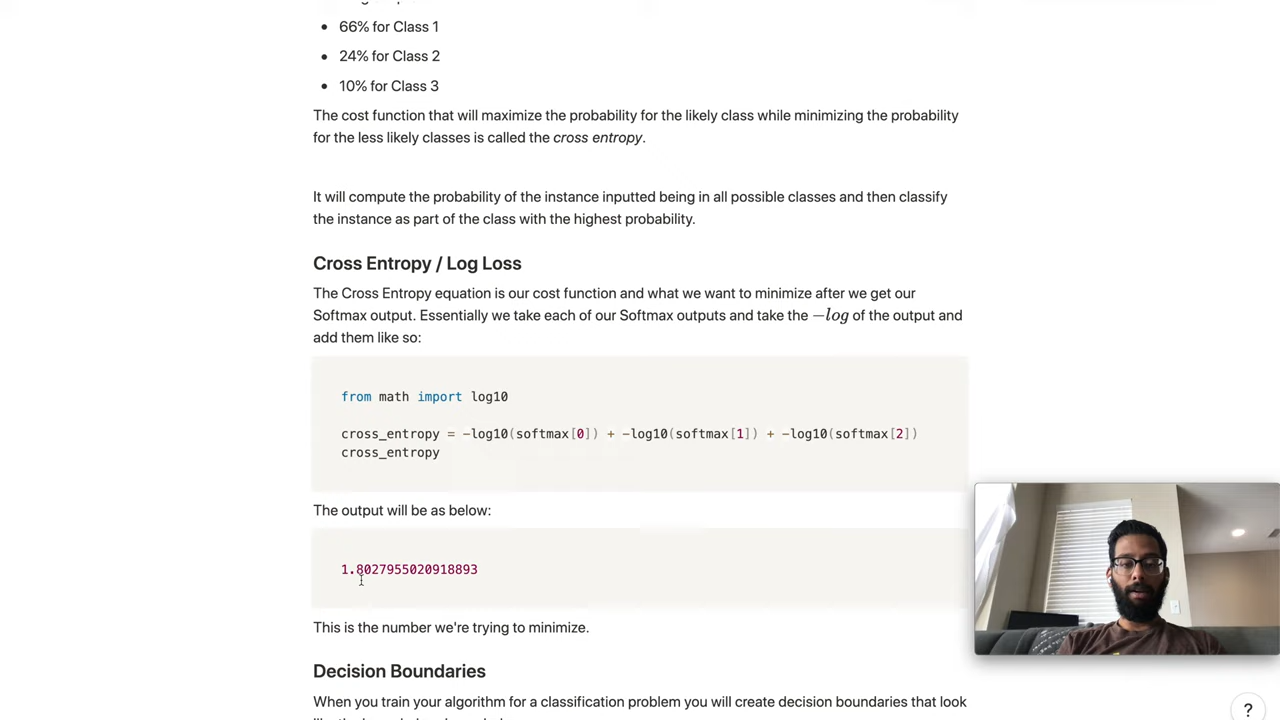 66% for Class 1
24% for Class 2
10% for Class 3
The cost function that will maximize the probability for the likely class while minimizing the probability
for the less likely classes is called the cross entropy.
It will compute the probability of the instance inputted being in all possible classes and then classify
the instance as part of the class with the highest probability.
Cross Entropy / Log Loss
The Cross Entropy equation is our cost function and what we want to minimize after we get our
Softmax output. Essentially we take each of our Softmax outputs and take the −log of the output and
add them like so:
from math import log10
cross_entropy = -log10(softmax[0]) + -log10(softmax[1]) + -log10(softmax[2])
cross_entropy
The output will be as below:
1.8027955020918893
This is the number we're trying to minimize.
Decision Boundaries
When you train your algorithm for a classification problem you will create decision boundaries that look
?